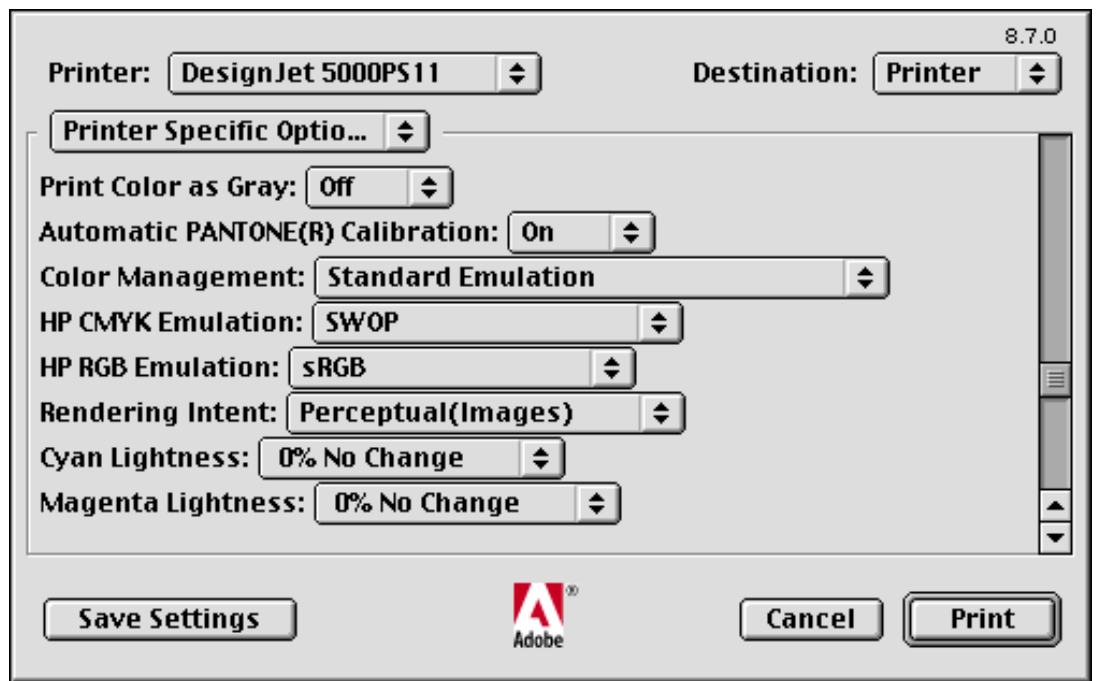 8.7.0
Printer: DesignJet 5000PS11 Destination: Printer
Printer Specific Optio...
Print Color as Gray: Off
Automatic PANTONE(R) Calibration: On
Color Management: Standard Emulation
HP CMYK Emulation: SWOP
HP RGB Emulation: sRGB
Rendering Intent: Perceptual(Images)
Cyan Lightness: 0% No Change
Magenta Lightness: 0% No Change
Save Settings Adobe® Cancel Print